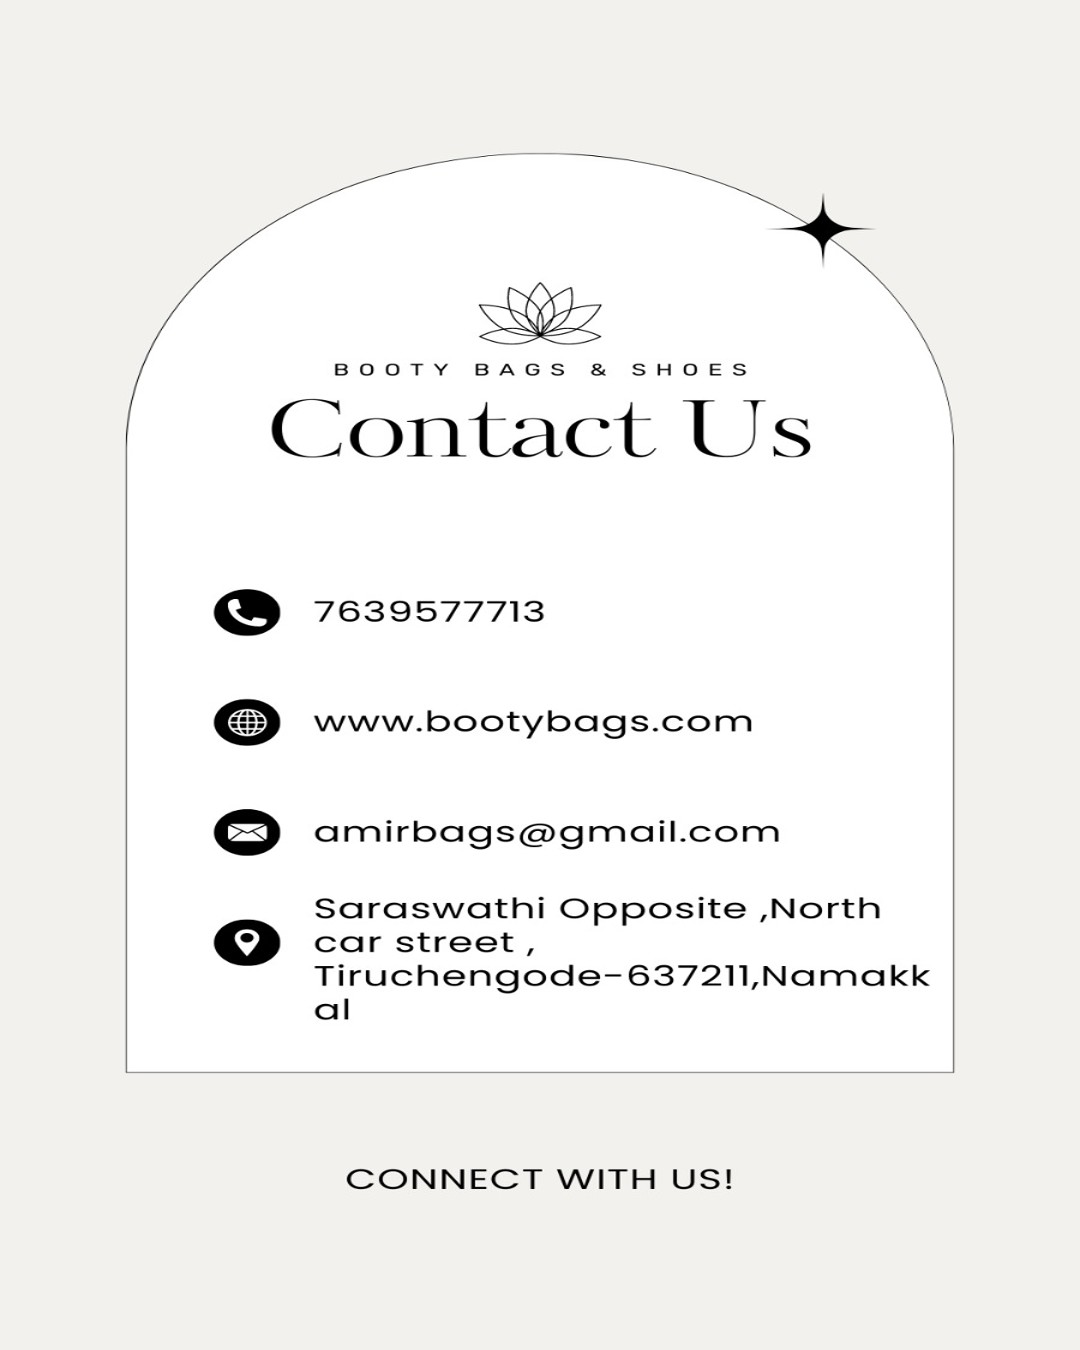 BOOTY BAGS & SHOES
Contact Us
7639577713
www.bootybags.com
amirbags@gmail.com
Saraswathi Opposite ,North
car street ,
Tiruchengode-637211,Namakk
al
CONNECT WITH US!